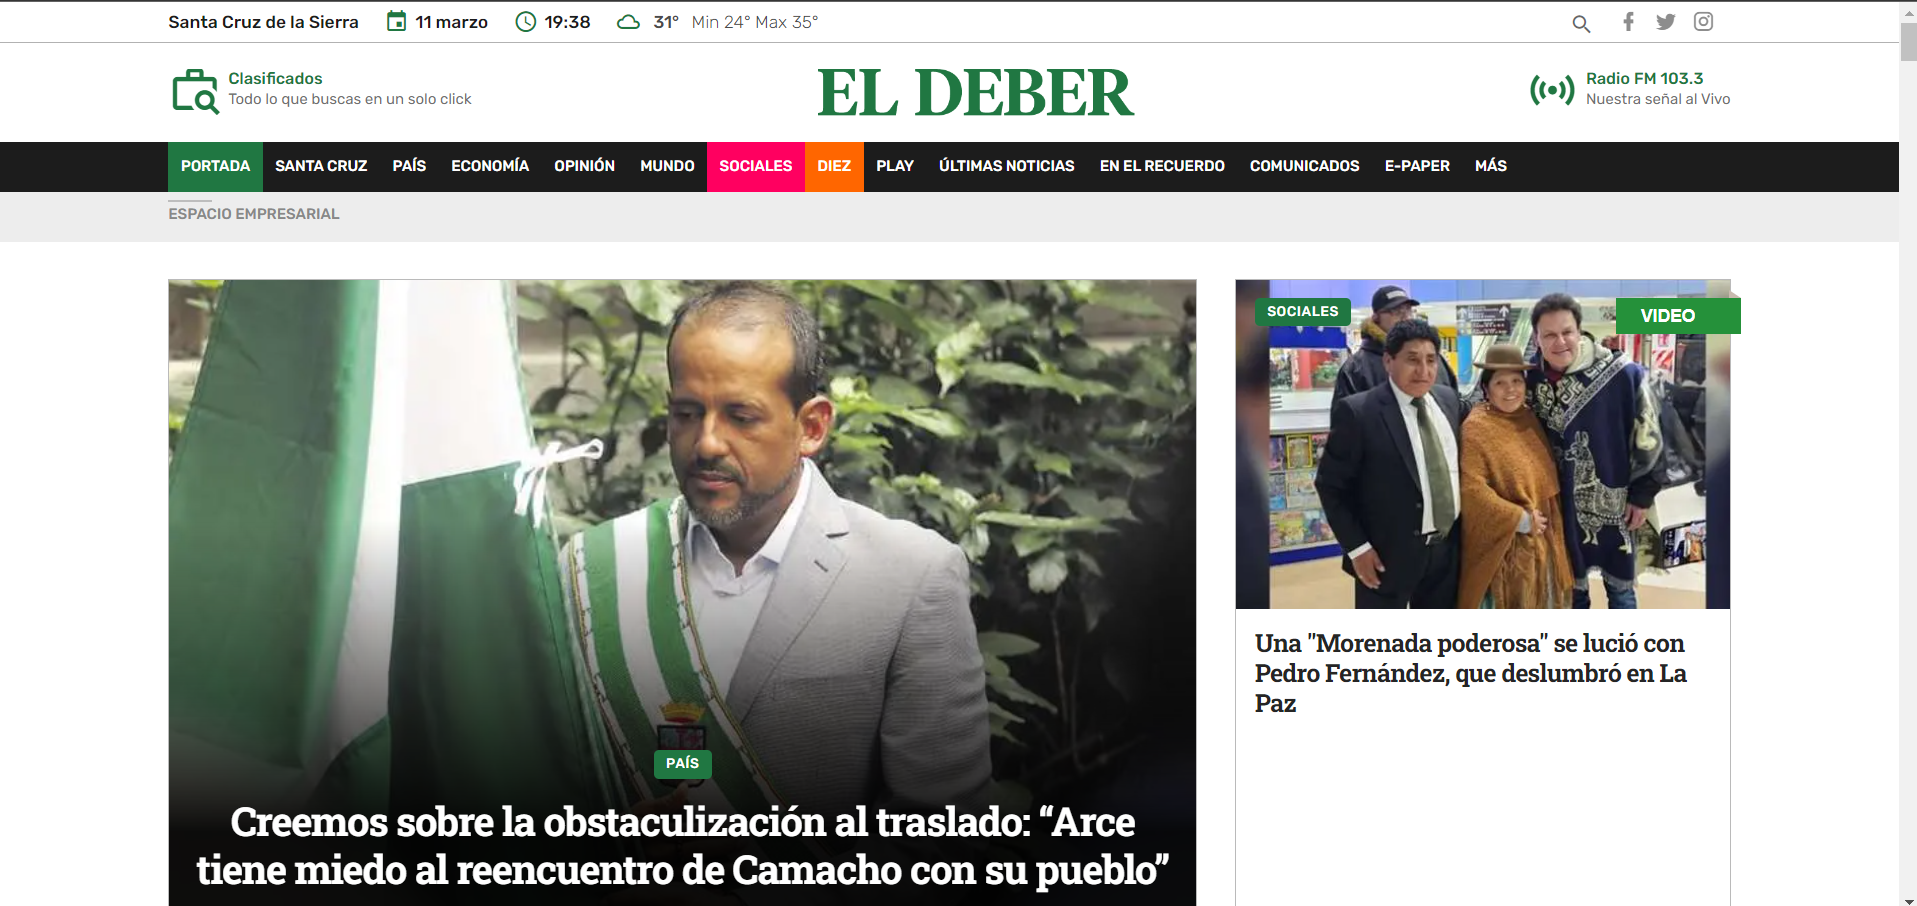 Santa Cruz de la Sierra 11 marzo 19:38 31° Min 24° Max 35°
Clasificados
Todo lo que buscas en un solo click
EL DEBER
Radio FM 103.3
Nuestra señal al Vivo
PORTADA SANTA CRUZ PAÍS ECONOMÍA OPINIÓN MUNDO SOCIALES DIEZ PLAY ÚLTIMAS NOTICIAS EN EL RECUERDO COMUNICADOS E-PAPER MÁS
ESPACIO EMPRESARIAL
PAÍS
Creemos sobre la obstaculización al traslado: “Arce
tiene miedo al reencuentro de Camacho con su pueblo”
SOCIALES
VIDEO
Una "Morenada poderosa" se lució con
Pedro Fernández, que deslumbró en La
Paz